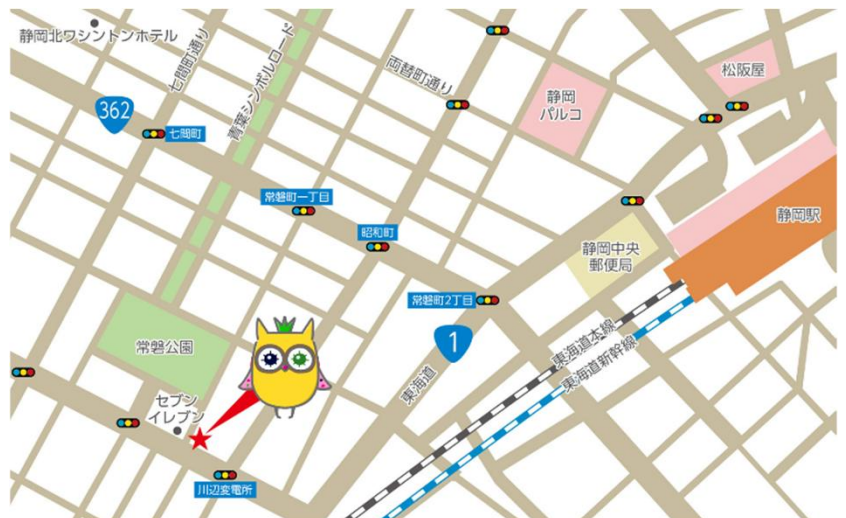 静岡北ワシントンホテル
七間町通り
青葉シンボルロード
両替町通り
静岡
パルコ
松阪屋
362
七間町
常磐町一丁目
昭和町
静岡中央
郵便局
静岡駅
常磐町2丁目
1
東海道本線
東海道新幹線
東海道
常磐公園
セブン
イレブン
川辺変電所